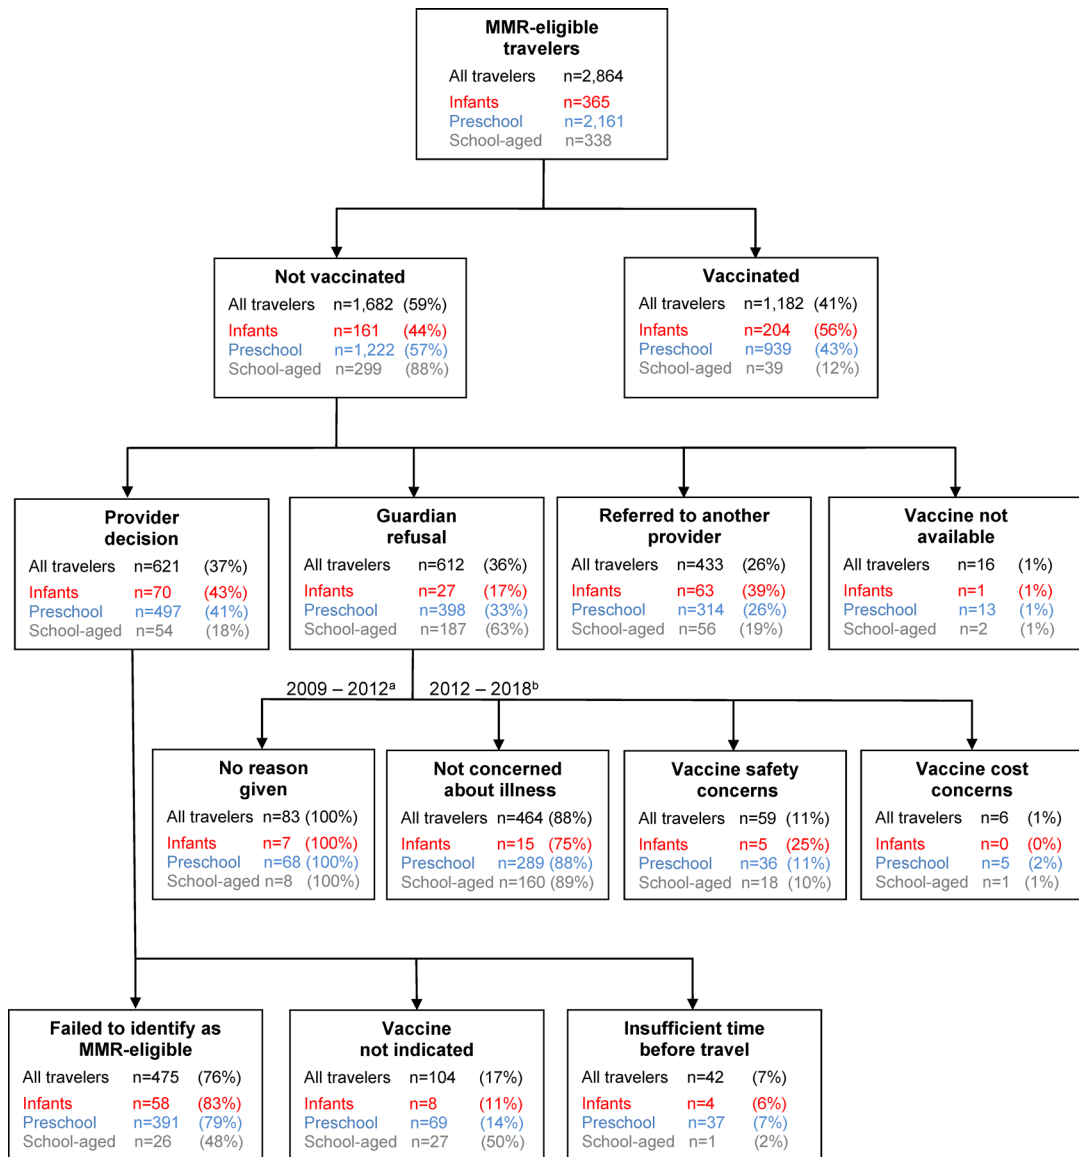 MMR-eligible
travelers
All travelers n=2,864
Infants n=365
Preschool n=2,161
School-aged n=338
Not vaccinated
All travelers n=1,682 (59%)
Infants n=161 (44%)
Preschool n=1,222 (57%)
School-aged n=299 (88%)
Vaccinated
All travelers n=1,182 (41%)
Infants n=204 (56%)
Preschool n=939 (43%)
School-aged n=39 (12%)
Provider
decision
All travelers n=621 (37%)
Infants n=70 (43%)
Preschool n=497 (41%)
School-aged n=54 (18%)
Guardian
refusal
All travelers n=612 (36%)
Infants n=27 (17%)
Preschool n=398 (33%)
School-aged n=187 (63%)
Referred to another
provider
All travelers n=433 (26%)
Infants n=63 (39%)
Preschool n=314 (26%)
School-aged n=56 (19%)
Vaccine not
available
All travelers n=16 (1%)
Infants n=1 (1%)
Preschool n=13 (1%)
School-aged n=2 (1%)
2009 – 2012ᵃ 2012 – 2018ᵇ
No reason
given
All travelers n=83 (100%)
Infants n=7 (100%)
Preschool n=68 (100%)
School-aged n=8 (100%)
Not concerned
about illness
All travelers n=464 (88%)
Infants n=15 (75%)
Preschool n=289 (88%)
School-aged n=160 (89%)
Vaccine safety
concerns
All travelers n=59 (11%)
Infants n=5 (25%)
Preschool n=36 (11%)
School-aged n=18 (10%)
Vaccine cost
concerns
All travelers n=6 (1%)
Infants n=0 (0%)
Preschool n=5 (2%)
School-aged n=1 (1%)
Failed to identify as
MMR-eligible
All travelers n=475 (76%)
Infants n=58 (83%)
Preschool n=391 (79%)
School-aged n=26 (48%)
Vaccine
not indicated
All travelers n=104 (17%)
Infants n=8 (11%)
Preschool n=69 (14%)
School-aged n=27 (50%)
Insufficient time
before travel
All travelers n=42 (7%)
Infants n=4 (6%)
Preschool n=37 (7%)
School-aged n=1 (2%)